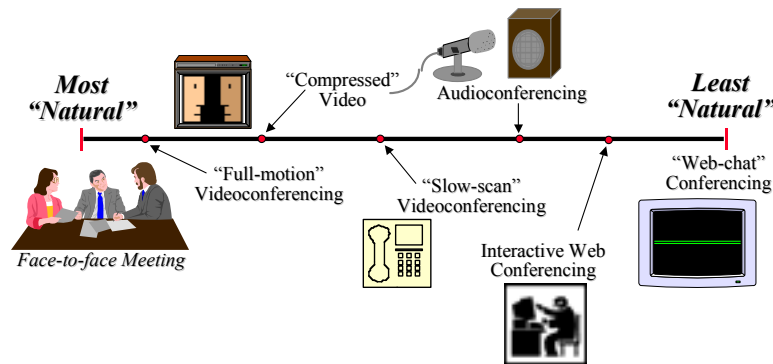 Most
“Natural”
“Compressed”
Video
Audioconferencing
Least
“Natural”
“Full-motion”
Videoconferencing
“Slow-scan”
Videoconferencing
“Web-chat”
Conferencing
Interactive Web
Conferencing
Face-to-face Meeting